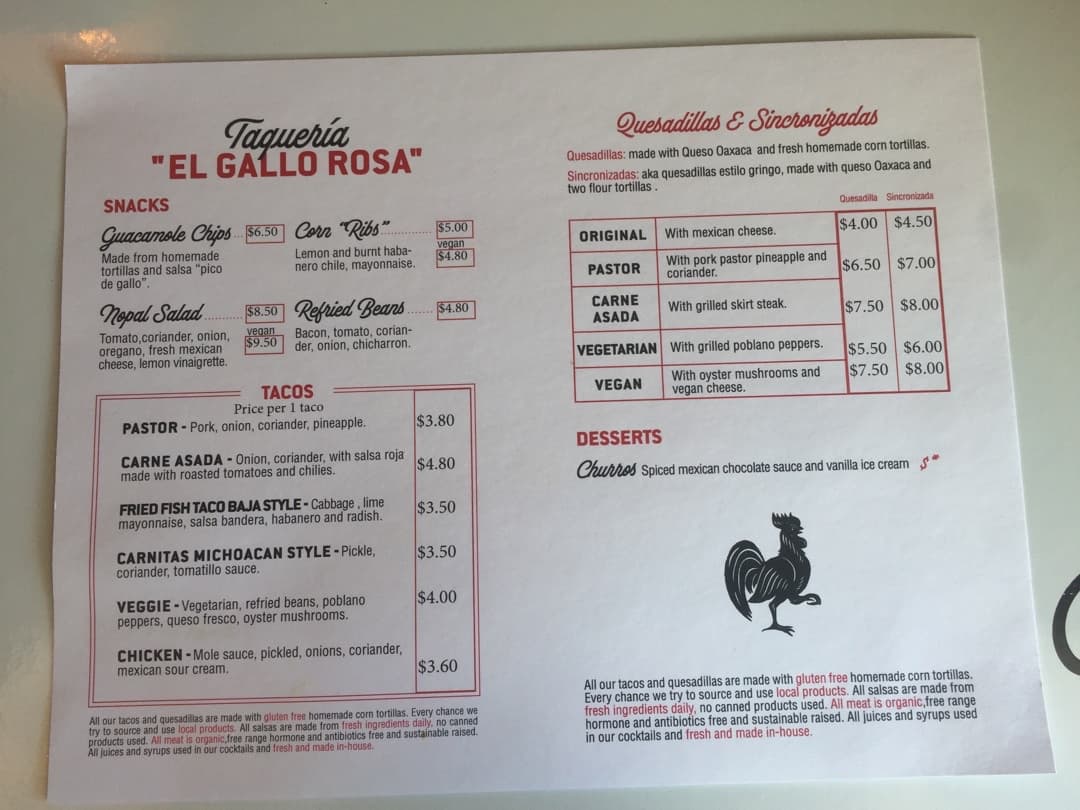 Taquería
"EL GALLO ROSA"
SNACKS
Guacamole Chips... $6.50
Made from homemade
tortillas and salsa "pico
de gallo".
Corn "Ribs"............ $5.00
vegan
$4.80
Lemon and burnt haba-
nero chile, mayonnaise.
Nopal Salad.......... $8.50
vegan
$9.50
Tomato,coriander, onion,
oregano, fresh mexican
cheese, lemon vinaigrette.
Refried Beans ....... $4.80
Bacon, tomato, corian-
der, onion, chicharron.
TACOS
Price per 1 taco
PASTOR - Pork, onion, coriander, pineapple. $3.80
CARNE ASADA - Onion, coriander, with salsa roja
made with roasted tomatoes and chilies. $4.80
FRIED FISH TACO BAJA STYLE - Cabbage , lime
mayonnaise, salsa bandera, habanero and radish. $3.50
CARNITAS MICHOACAN STYLE - Pickle,
coriander, tomatillo sauce. $3.50
VEGGIE - Vegetarian, refried beans, poblano
peppers, queso fresco, oyster mushrooms. $4.00
CHICKEN - Mole sauce, pickled, onions, coriander,
mexican sour cream. $3.60
All our tacos and quesadillas are made with gluten free homemade corn tortillas. Every chance we
try to source and use local products. All salsas are made from fresh ingredients daily, no canned
products used. All meat is organic,free range hormone and antibiotics free and sustainable raised.
All juices and syrups used in our cocktails and fresh and made in-house.
Quesadillas & Sincronizadas
Quesadillas: made with Queso Oaxaca and fresh homemade corn tortillas.
Sincronizadas: aka quesadillas estilo gringo, made with queso Oaxaca and
two flour tortillas .
Quesadilla Sincronizada
ORIGINAL With mexican cheese. $4.00 $4.50
PASTOR With pork pastor pineapple and
coriander. $6.50 $7.00
CARNE
ASADA With grilled skirt steak. $7.50 $8.00
VEGETARIAN With grilled poblano peppers. $5.50 $6.00
VEGAN With oyster mushrooms and
vegan cheese. $7.50 $8.00
DESSERTS
Churros Spiced mexican chocolate sauce and vanilla ice cream
All our tacos and quesadillas are made with gluten free homemade corn tortillas.
Every chance we try to source and use local products. All salsas are made from
fresh ingredients daily, no canned products used. All meat is organic,free range
hormone and antibiotics free and sustainable raised. All juices and syrups used
in our cocktails and fresh and made in-house.